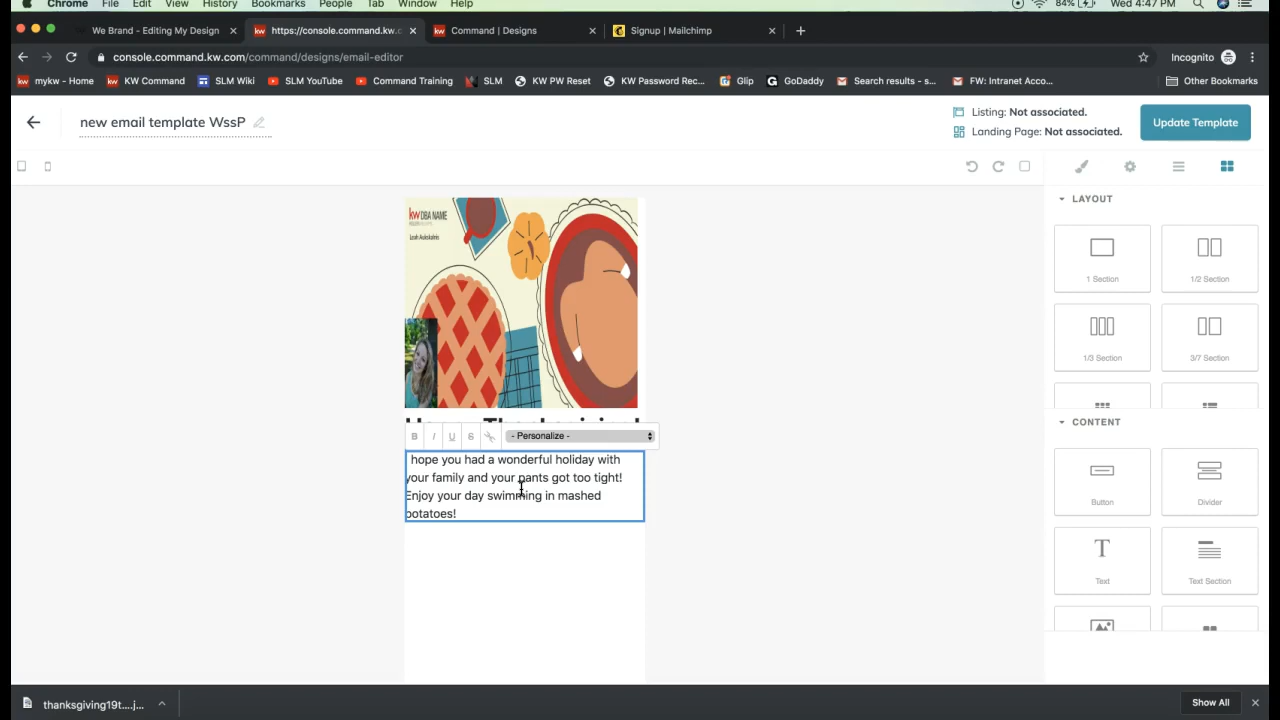 Chrome File Edit View History Bookmarks People Tab Window Help
84% Wed 4:47 PM
We Brand - Editing My Design
https://console.command.kw.c
Command | Designs
Signup | Mailchimp
console.command.kw.com/command/designs/email-editor
Incognito
mykw - Home
KW Command
SLM Wiki
SLM YouTube
Command Training
SLM
KW PW Reset
KW Password Rec...
Glip
GoDaddy
Search results - s...
FW: Intranet Acco...
Other Bookmarks
new email template WssP
Listing: Not associated.
Landing Page: Not associated.
Update Template
LAYOUT
1 Section
1/2 Section
1/3 Section
3/7 Section
CONTENT
Button
Divider
Text
Text Section
kw DBA NAME
B I U S
- Personalize -
hope you had a wonderful holiday with
your family and your pants got too tight!
Enjoy your day swimming in mashed
potatoes!
thanksgiving19t....j...
Show All